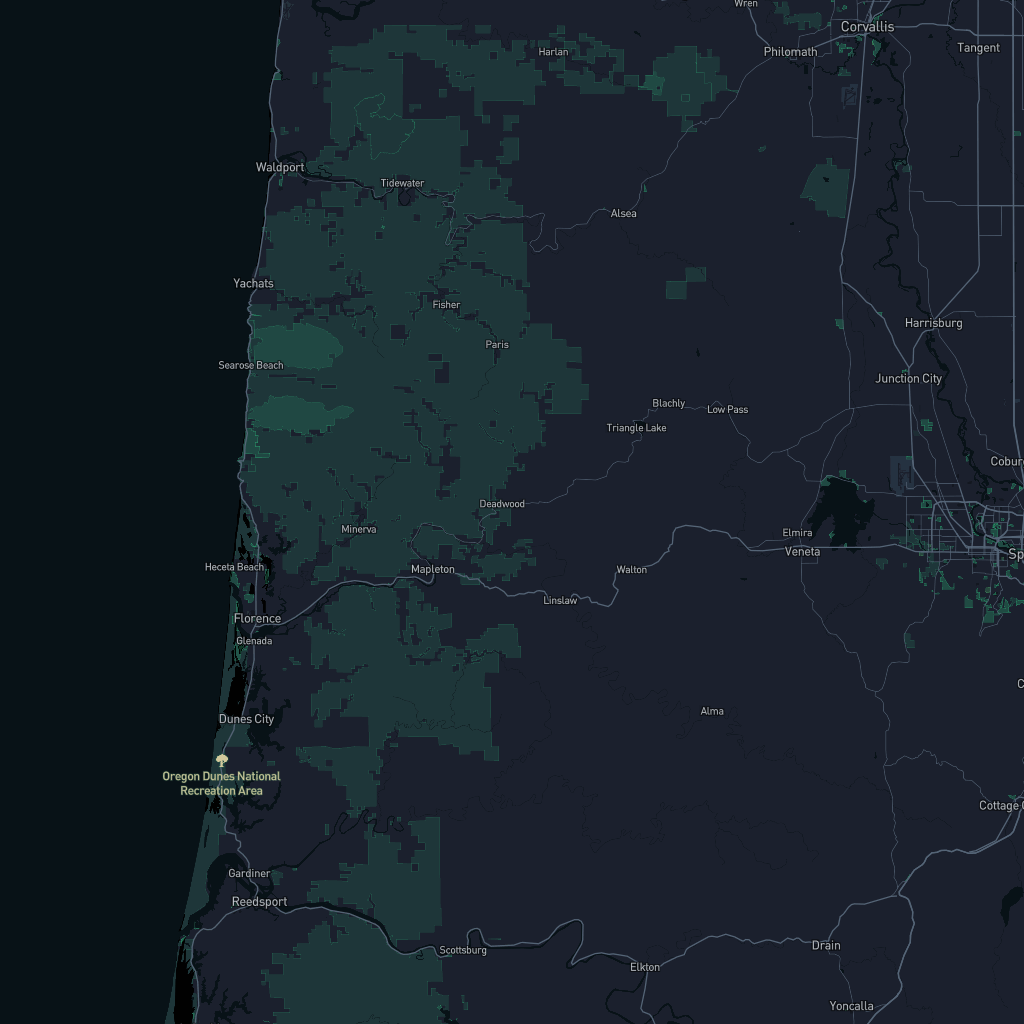 Wren
Corvallis
Harlan
Philomath
Tangent
Waldport
Tidewater
Alsea
Yachats
Fisher
Harrisburg
Paris
Searose Beach
Junction City
Blachly
Low Pass
Triangle Lake
Coburg
Deadwood
Minerva
Elmira
Veneta
Sp
Heceta Beach
Mapleton
Walton
Linslaw
Florence
Glenada
C
Alma
Dunes City
Oregon Dunes National
Recreation Area
Cottage G
Gardiner
Reedsport
Scottsburg
Drain
Elkton
Yoncalla